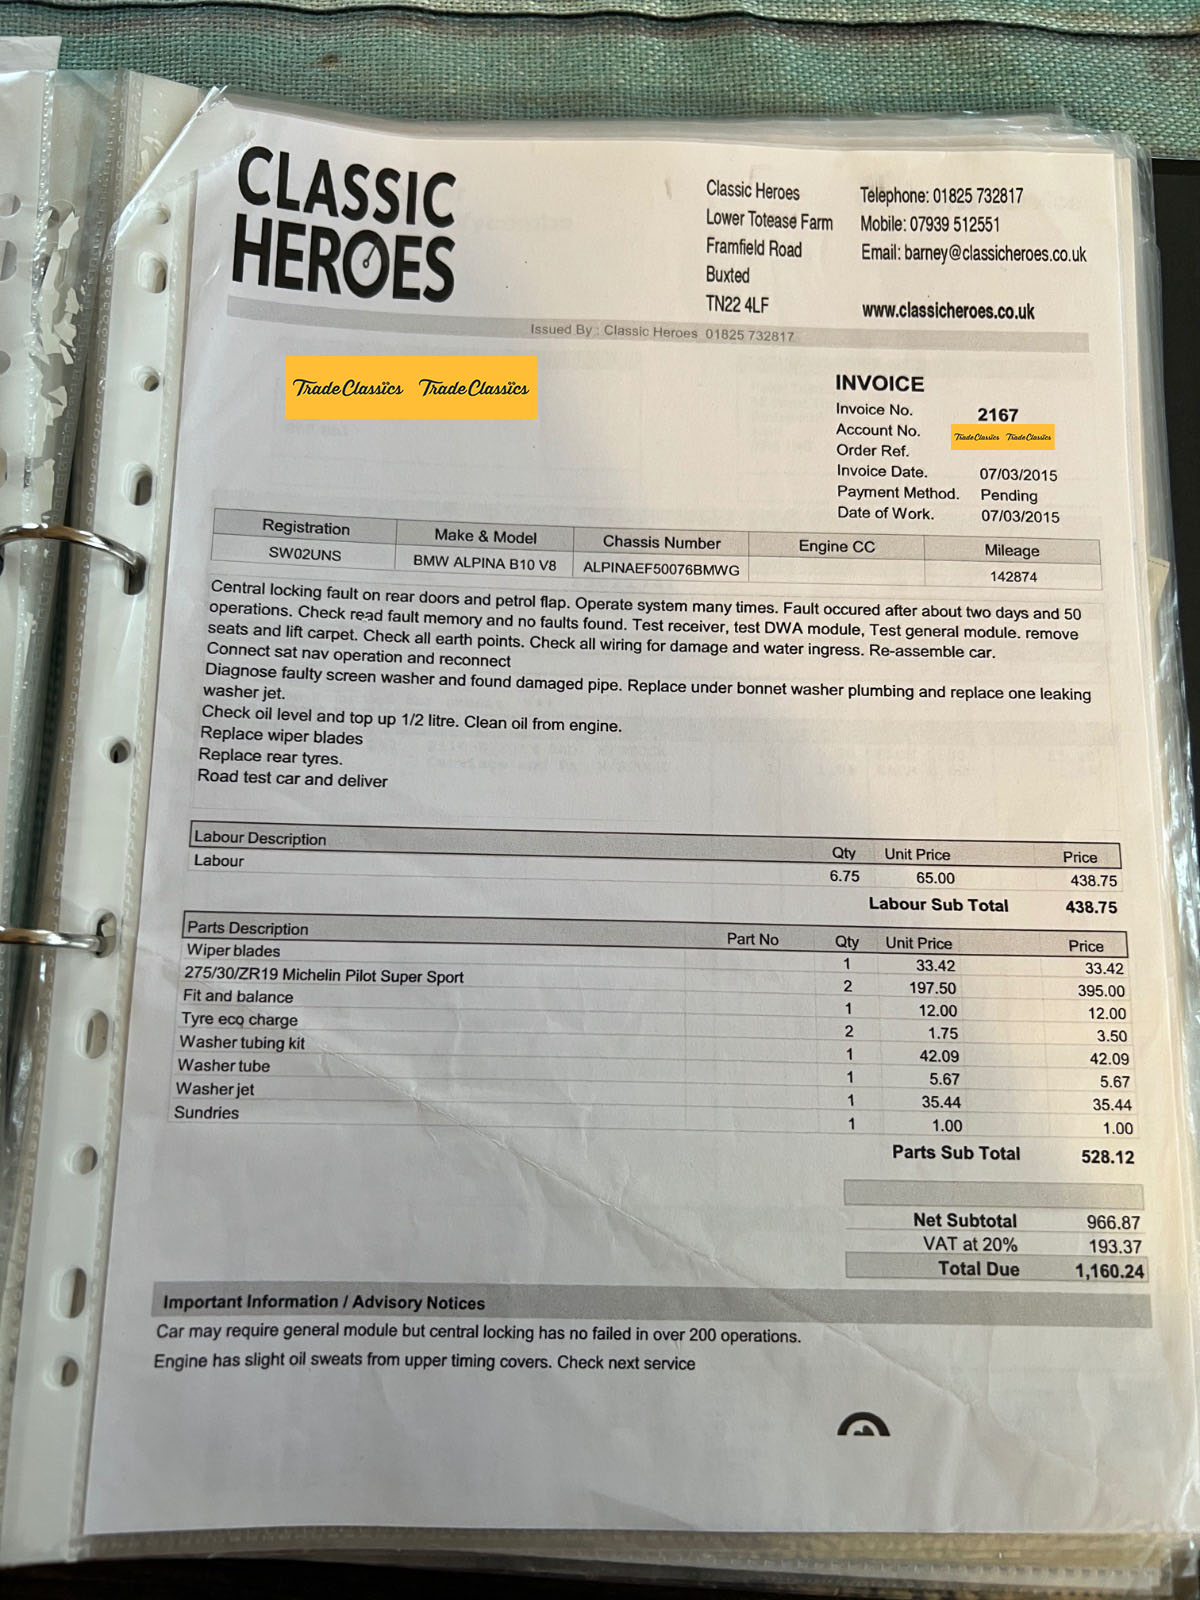 CLASSIC
HEROES
Classic Heroes
Lower Totease Farm
Framfield Road
Buxted
TN22 4LF
Telephone: 01825 732817
Mobile: 07939 512551
Email: barney@classicheroes.co.uk
www.classicheroes.co.uk
Issued By : Classic Heroes 01825 732817
Trade Classics Trade Classics
INVOICE
Invoice No. 2167
Account No. Trade Classics Trade Classics
Order Ref.
Invoice Date. 07/03/2015
Payment Method. Pending
Date of Work. 07/03/2015
Registration Make & Model Chassis Number Engine CC Mileage
SW02UNS BMW ALPINA B10 V8 ALPINAEF50076BMWG 142874
Central locking fault on rear doors and petrol flap. Operate system many times. Fault occured after about two days and 50
operations. Check read fault memory and no faults found. Test receiver, test DWA module, Test general module. remove
seats and lift carpet. Check all earth points. Check all wiring for damage and water ingress. Re-assemble car.
Connect sat nav operation and reconnect
Diagnose faulty screen washer and found damaged pipe. Replace under bonnet washer plumbing and replace one leaking
washer jet.
Check oil level and top up 1/2 litre. Clean oil from engine.
Replace wiper blades
Replace rear tyres.
Road test car and deliver
Labour Description Qty Unit Price Price
Labour 6.75 65.00 438.75
Labour Sub Total 438.75
Parts Description Part No Qty Unit Price Price
Wiper blades 1 33.42 33.42
275/30/ZR19 Michelin Pilot Super Sport 2 197.50 395.00
Fit and balance 1 12.00 12.00
Tyre eco charge 2 1.75 3.50
Washer tubing kit 1 42.09 42.09
Washer tube 1 5.67 5.67
Washer jet 1 35.44 35.44
Sundries 1 1.00 1.00
Parts Sub Total 528.12
Net Subtotal 966.87
VAT at 20% 193.37
Total Due 1,160.24
Important Information / Advisory Notices
Car may require general module but central locking has no failed in over 200 operations.
Engine has slight oil sweats from upper timing covers. Check next service